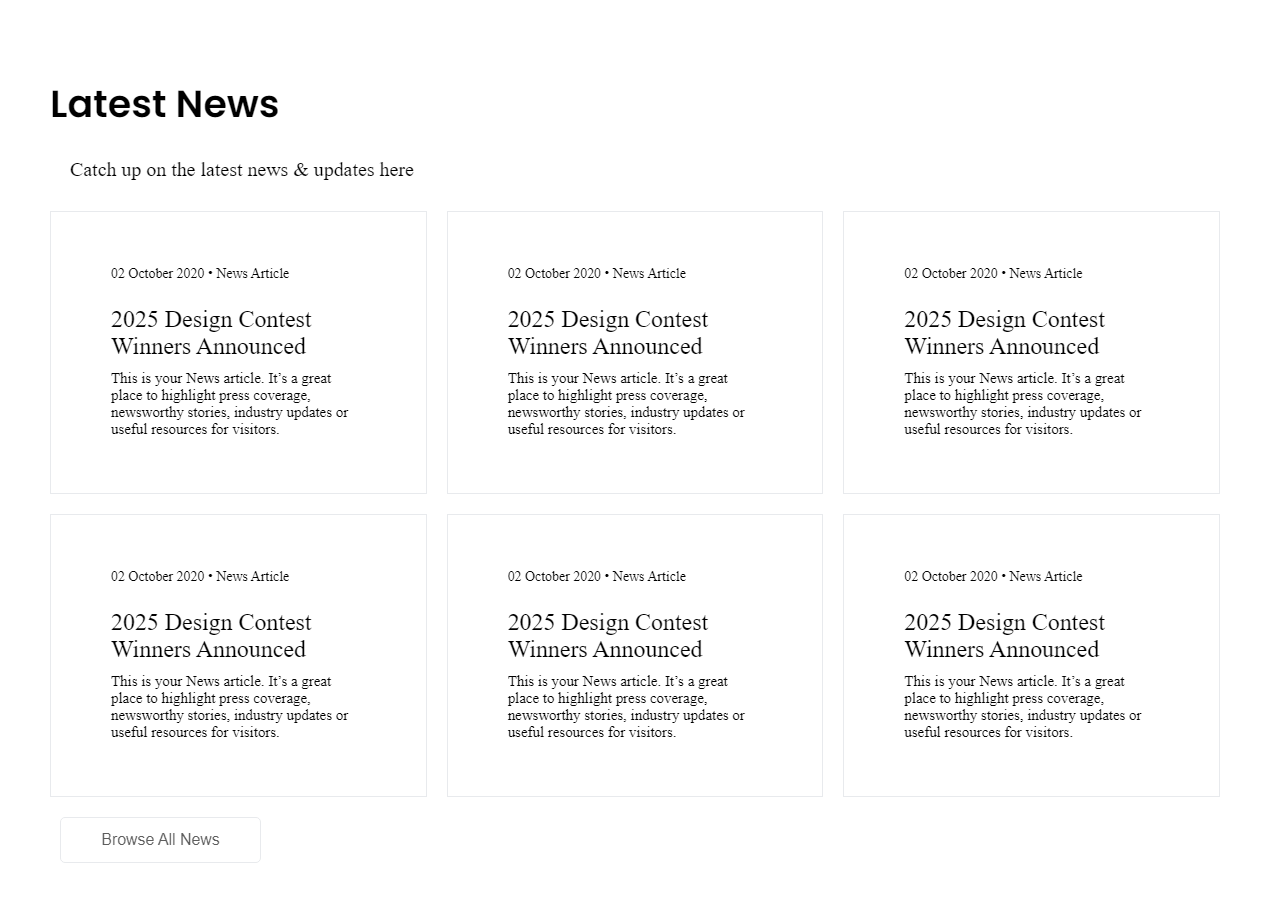 Latest News
Catch up on the latest news & updates here
02 October 2020 • News Article
2025 Design Contest
Winners Announced
This is your News article. It’s a great
place to highlight press coverage,
newsworthy stories, industry updates or
useful resources for visitors.
02 October 2020 • News Article
2025 Design Contest
Winners Announced
This is your News article. It’s a great
place to highlight press coverage,
newsworthy stories, industry updates or
useful resources for visitors.
02 October 2020 • News Article
2025 Design Contest
Winners Announced
This is your News article. It’s a great
place to highlight press coverage,
newsworthy stories, industry updates or
useful resources for visitors.
02 October 2020 • News Article
2025 Design Contest
Winners Announced
This is your News article. It’s a great
place to highlight press coverage,
newsworthy stories, industry updates or
useful resources for visitors.
02 October 2020 • News Article
2025 Design Contest
Winners Announced
This is your News article. It’s a great
place to highlight press coverage,
newsworthy stories, industry updates or
useful resources for visitors.
02 October 2020 • News Article
2025 Design Contest
Winners Announced
This is your News article. It’s a great
place to highlight press coverage,
newsworthy stories, industry updates or
useful resources for visitors.
Browse All News